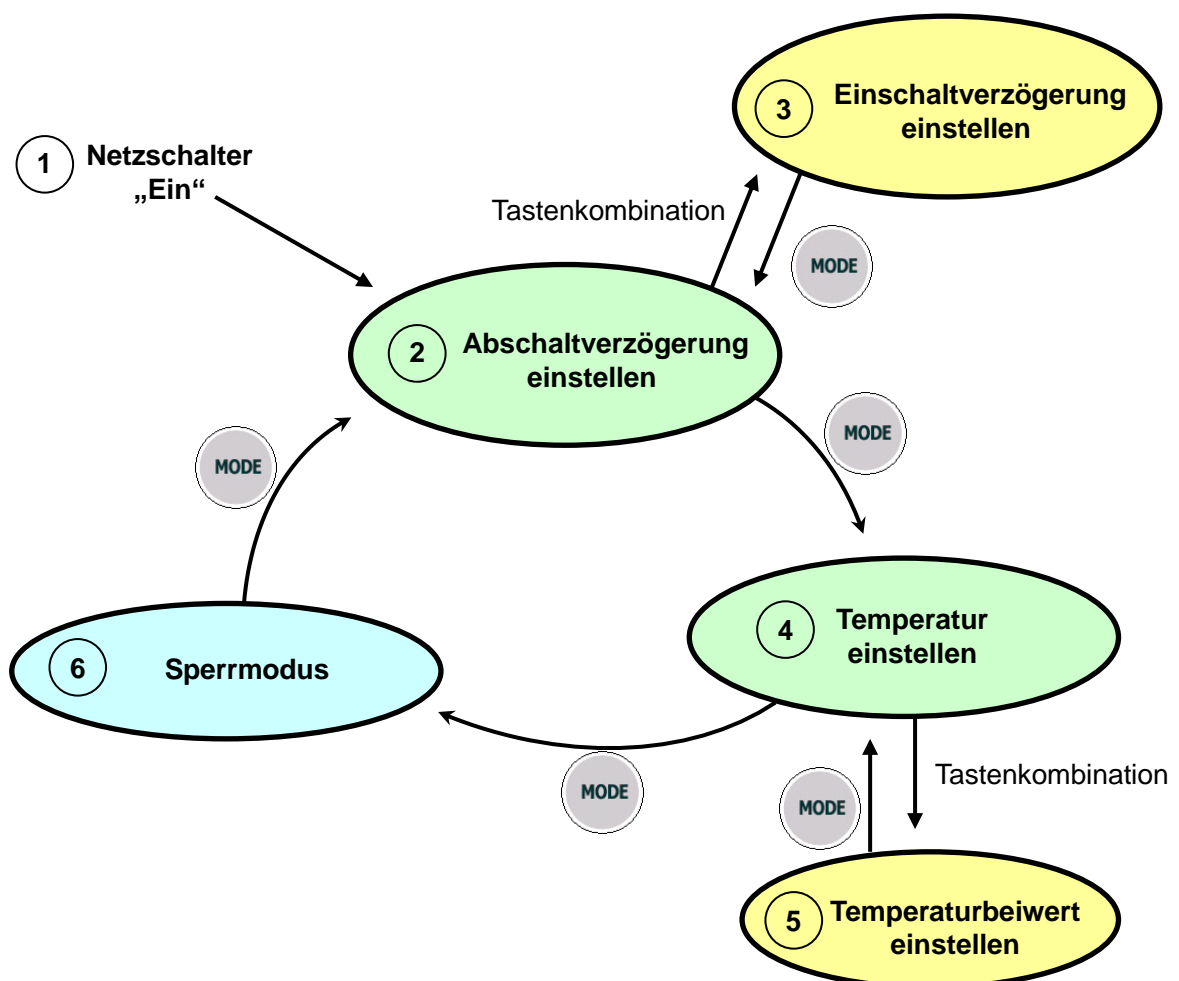 3
Einschaltverzögerung
einstellen
1
Netzschalter
„Ein“
Tastenkombination
MODE
2
Abschaltverzögerung
einstellen
MODE
MODE
4
Temperatur
einstellen
6
Sperrmodus
MODE
Tastenkombination
MODE
5
Temperaturbeiwert
einstellen